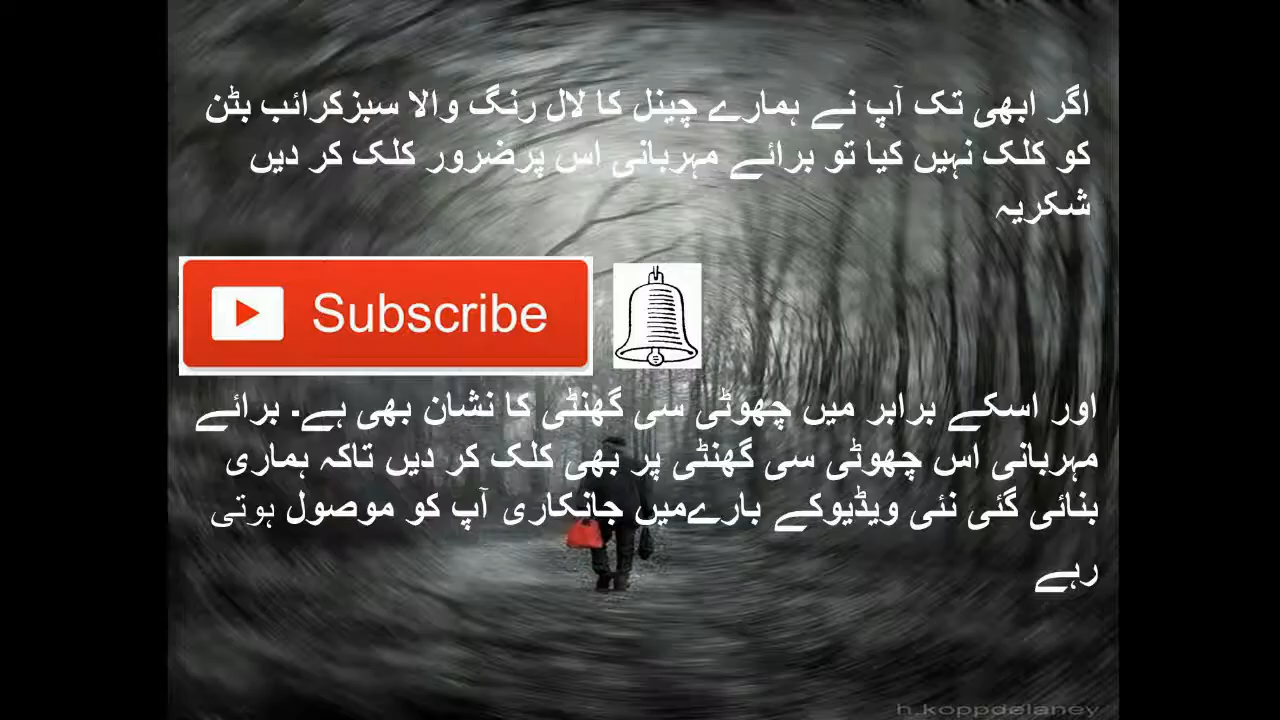 اگر ابھی تک آپ نے ہمارے چینل کا لال رنگ والا سبزکرائب بٹن
کو کلک نہیں کیا تو برائے مہربانی اس پرضرور کلک کر دیں
شکریہ
Subscribe
اور اسکے برابر میں چھوٹی سی گھنٹی کا نشان بھی ہے۔ برائے
مہربانی اس چھوٹی سی گھنٹی پر بھی کلک کر دیں تاکہ ہماری
بنائی گئی نئی ویڈیوکے بارےمیں جانکاری آپ کو موصول ہوتی
رہے
h.koppdelaney